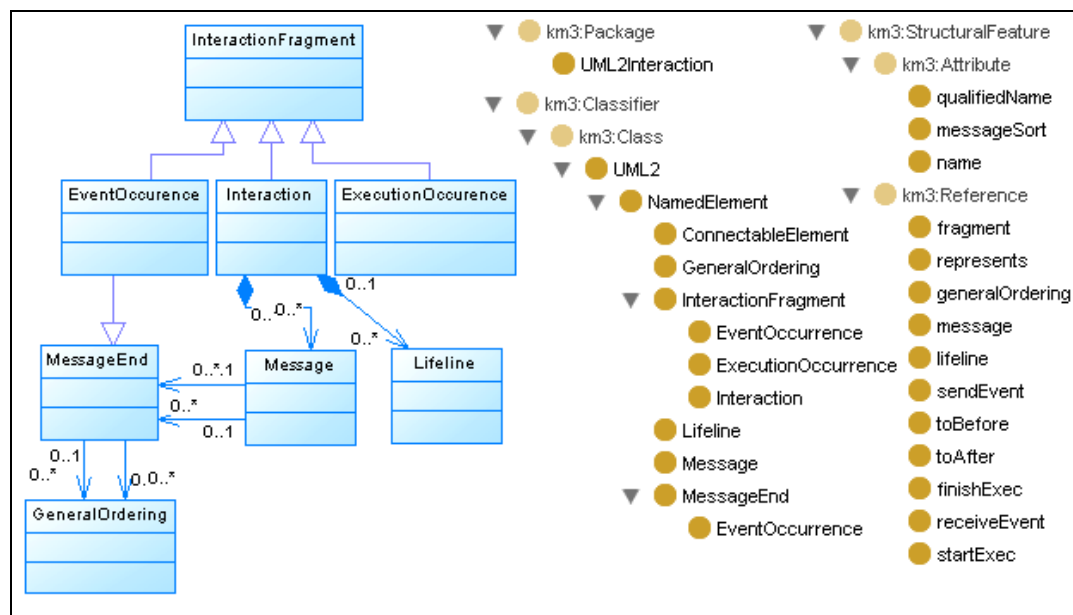 InteractionFragment
EventOccurence
Interaction
ExecutionOccurence
0..
0..*
0..1
0..*
MessageEnd
Message
Lifeline
0..*.1
0..*
0..1
0..1
0..*
0.0..*
GeneralOrdering
km3:Package
UML2Interaction
km3:Classifier
km3:Class
UML2
NamedElement
ConnectableElement
GeneralOrdering
InteractionFragment
EventOccurrence
ExecutionOccurrence
Interaction
Lifeline
Message
MessageEnd
EventOccurrence
km3:StructuralFeature
km3:Attribute
qualifiedName
messageSort
name
km3:Reference
fragment
represents
generalOrdering
message
lifeline
sendEvent
toBefore
toAfter
finishExec
receiveEvent
startExec